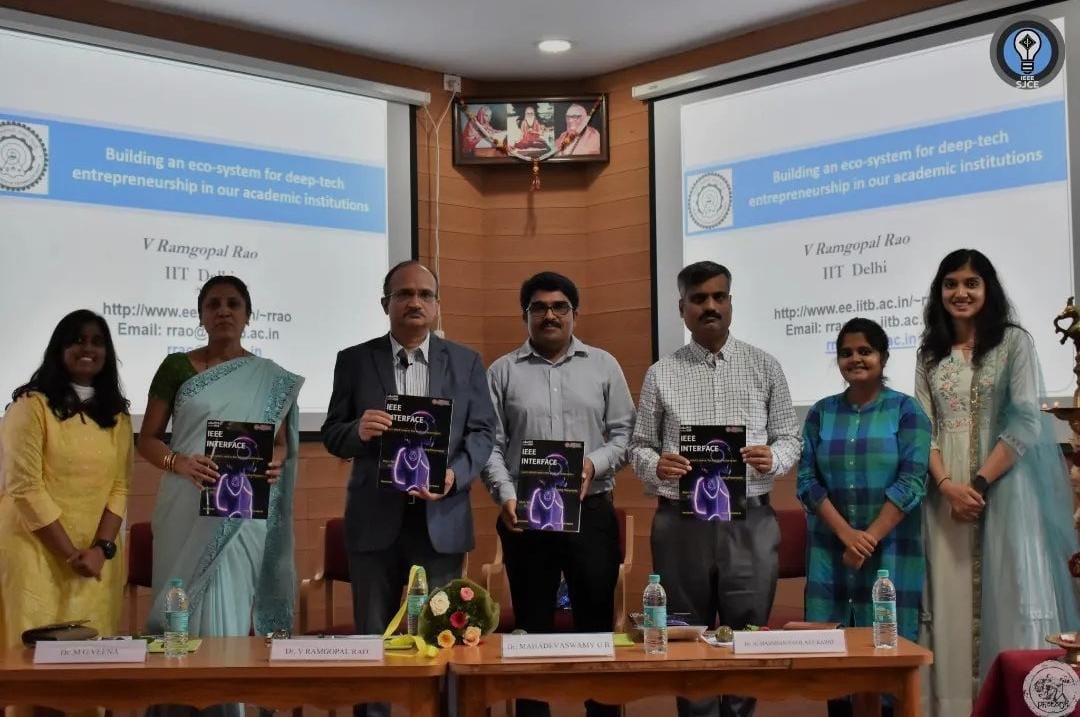 Building an eco-system for deep-tech
entrepreneurship in our academic institutions
V Ramgopal Rao
IIT Delhi
http://www.ee.iitb.ac.in/~rrao
Email: rrao@
.ac.in
Building an eco-system for deep-tech
entrepreneurship in our academic institutions
V Ramgopal Rao
IIT Delhi
http://www.ee.iitb.ac.in/~
Email: rra
iitb.ac.
IEEE
SJCE
IEEE
INTERFACE
IEEE
INTERFACE
IEEE
INTERFACE
IEEE
INTERFACE
Dr. M G VEENA
Dr. V RAMGOPAL RAO
Dr. MAHADEVASWAMY U B